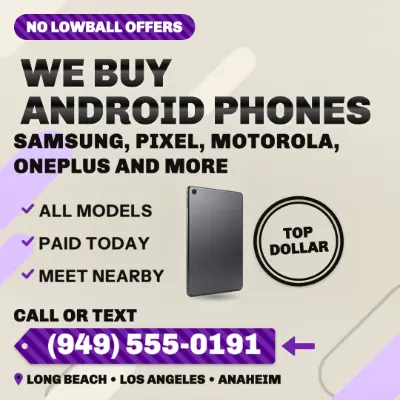 NO LOWBALL OFFERS
WE BUY
ANDROID PHONES
SAMSUNG, PIXEL, MOTOROLA,
ONEPLUS AND MORE
ALL MODELS
PAID TODAY
MEET NEARBY
TOP
DOLLAR
CALL OR TEXT
(949) 555-0191
LONG BEACH • LOS ANGELES • ANAHEIM